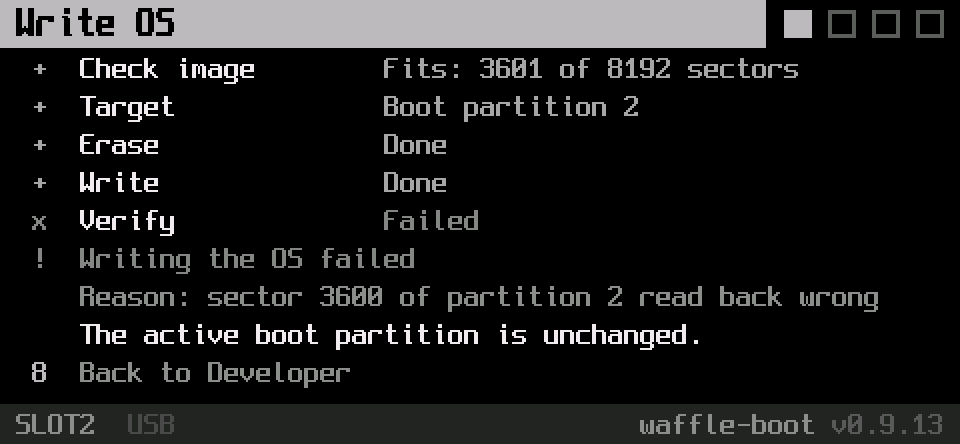 Write OS
+ Check image Fits: 3601 of 8192 sectors
+ Target Boot partition 2
+ Erase Done
+ Write Done
x Verify Failed
! Writing the OS failed
Reason: sector 3600 of partition 2 read back wrong
The active boot partition is unchanged.
8 Back to Developer
SLOT2 USB waffle-boot v0.9.13